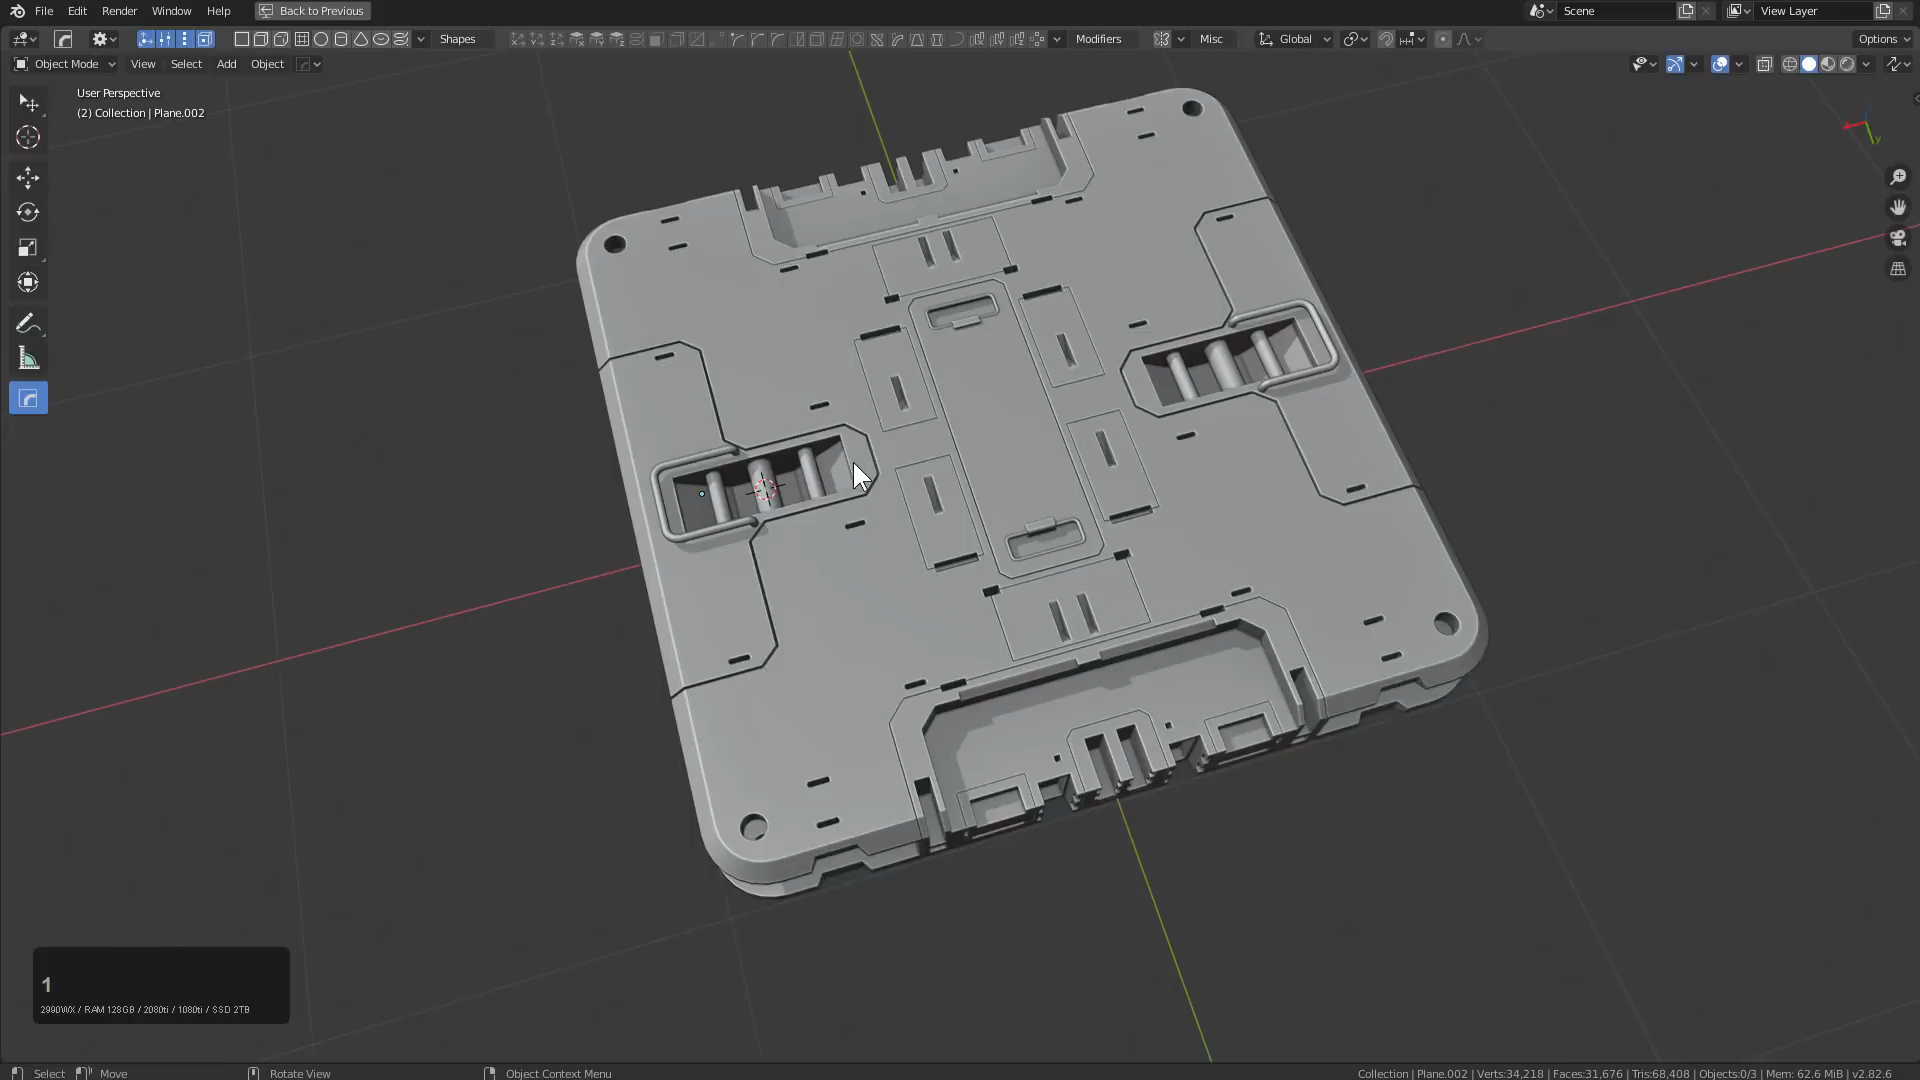 File Edit Render Window Help Back to Previous Scene View Layer
Shapes Modifiers Misc Global Options
Object Mode View Select Add Object
User Perspective
(2) Collection | Plane.002
1
2990WX / RAM 128GB / 2080ti / 1080ti / SSD 2TB
Select Move Rotate View Object Context Menu Collection | Plane.002 | Verts:34,218 | Faces:31,676 | Tris:68,408 | Objects:0/3 | Mem: 62.6 MiB | v2.82.6